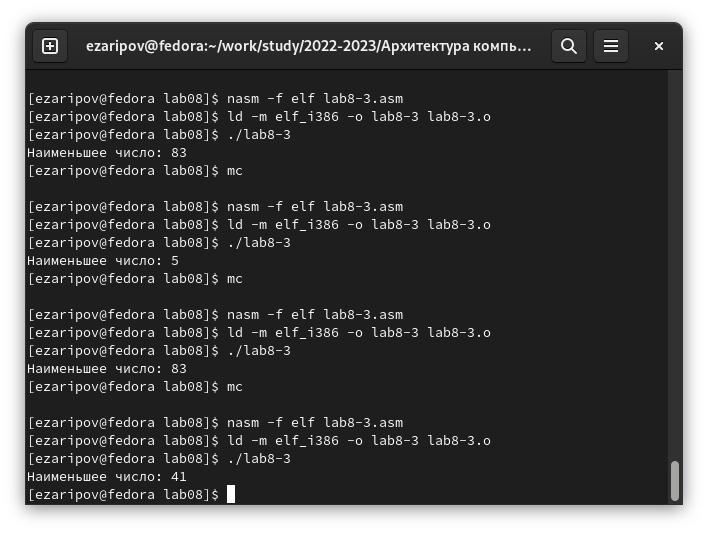 ezaripov@fedora:~/work/study/2022-2023/Архитектура компь…
[ezaripov@fedora lab08]$ nasm -f elf lab8-3.asm
[ezaripov@fedora lab08]$ ld -m elf_i386 -o lab8-3 lab8-3.o
[ezaripov@fedora lab08]$ ./lab8-3
Наименьшее число: 83
[ezaripov@fedora lab08]$ mc
[ezaripov@fedora lab08]$ nasm -f elf lab8-3.asm
[ezaripov@fedora lab08]$ ld -m elf_i386 -o lab8-3 lab8-3.o
[ezaripov@fedora lab08]$ ./lab8-3
Наименьшее число: 5
[ezaripov@fedora lab08]$ mc
[ezaripov@fedora lab08]$ nasm -f elf lab8-3.asm
[ezaripov@fedora lab08]$ ld -m elf_i386 -o lab8-3 lab8-3.o
[ezaripov@fedora lab08]$ ./lab8-3
Наименьшее число: 83
[ezaripov@fedora lab08]$ mc
[ezaripov@fedora lab08]$ nasm -f elf lab8-3.asm
[ezaripov@fedora lab08]$ ld -m elf_i386 -o lab8-3 lab8-3.o
[ezaripov@fedora lab08]$ ./lab8-3
Наименьшее число: 41
[ezaripov@fedora lab08]$